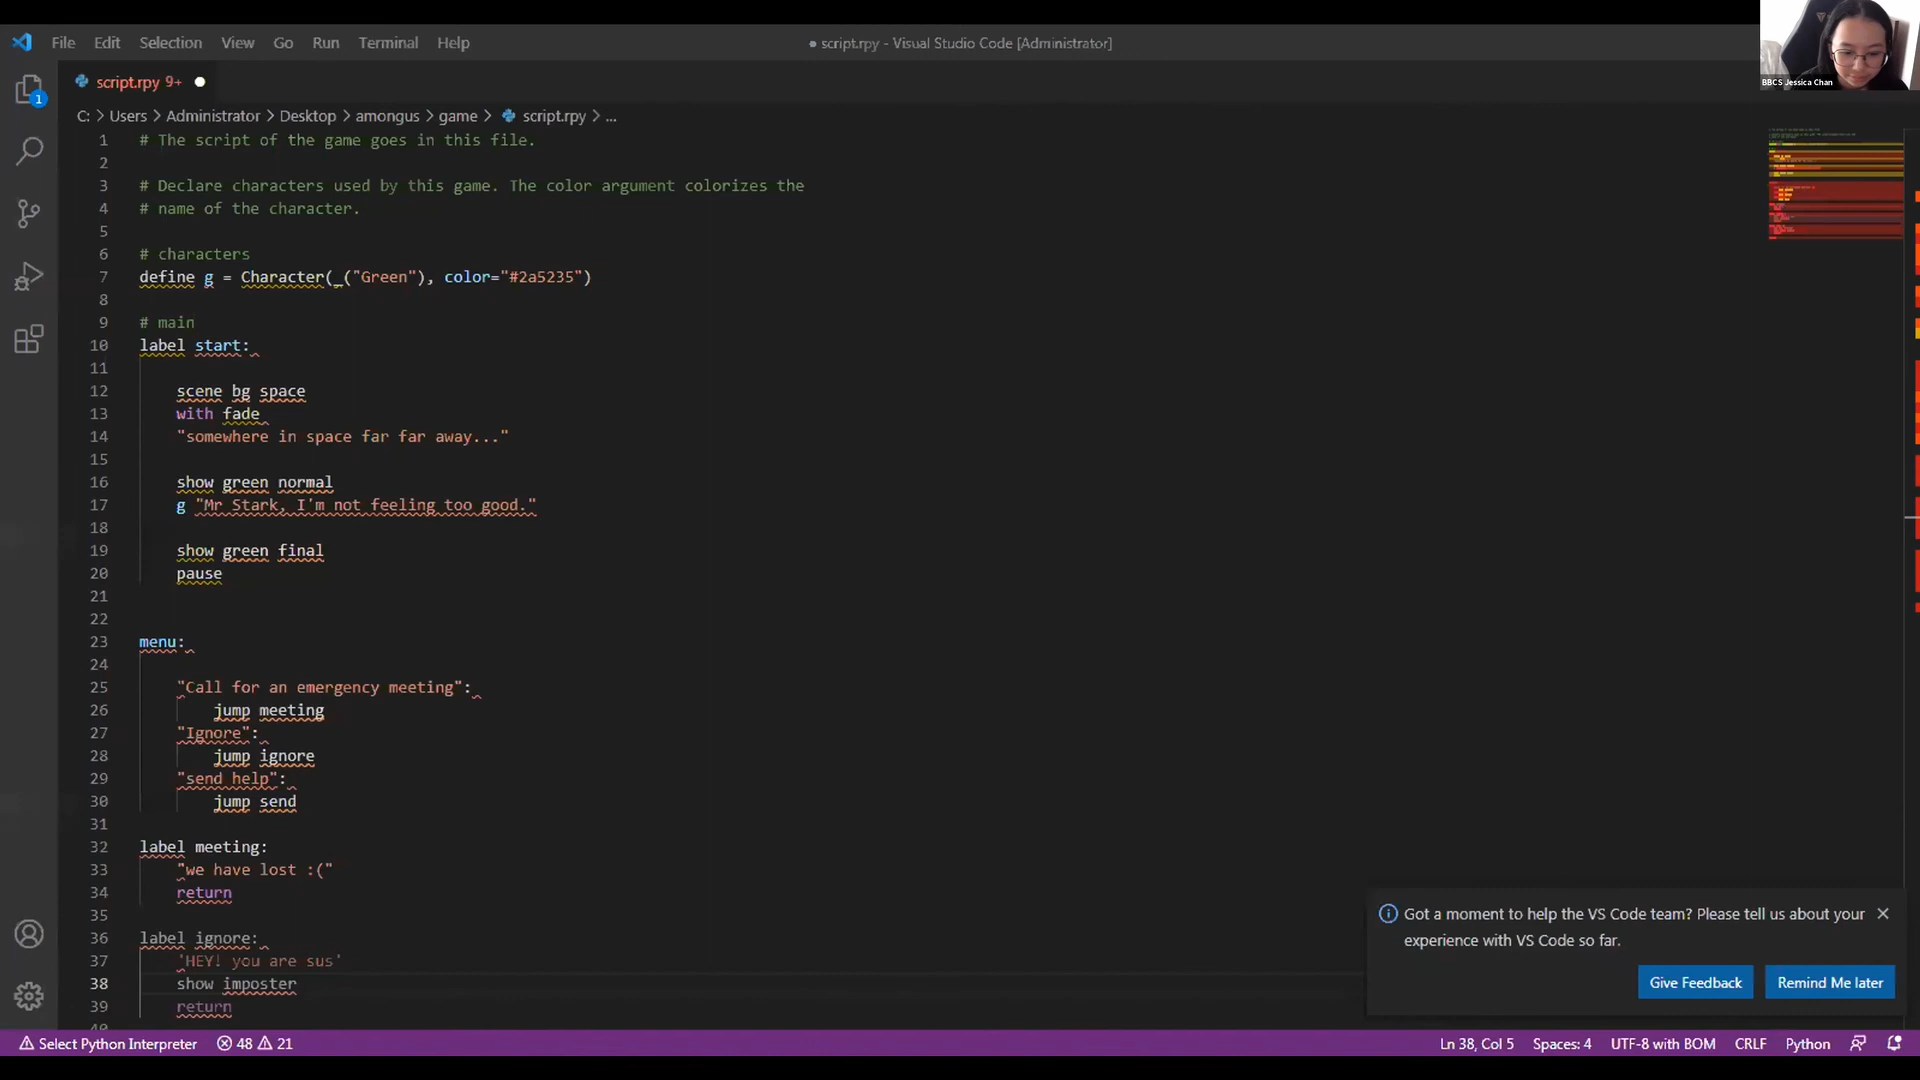 File Edit Selection View Go Run Terminal Help
● script.rpy - Visual Studio Code [Administrator]
BBCS Jessica Chan
script.rpy 9+ ●
1
C: > Users > Administrator > Desktop > amongus > game > script.rpy > ...
1 # The script of the game goes in this file.
2
3 # Declare characters used by this game. The color argument colorizes the
4 # name of the character.
5
6 # characters
7 define g = Character(_("Green"), color="#2a5235")
8
9 # main
10 label start:
11
12 scene bg space
13 with fade
14 "somewhere in space far far away..."
15
16 show green normal
17 g "Mr Stark, I'm not feeling too good."
18
19 show green final
20 pause
21
22
23 menu:
24
25 "Call for an emergency meeting":
26 jump meeting
27 "Ignore":
28 jump ignore
29 "send help":
30 jump send
31
32 label meeting:
33 "we have lost :("
34 return
35
36 label ignore:
37 'HEY! you are sus'
38 show imposter
39 return
40
Got a moment to help the VS Code team? Please tell us about your
experience with VS Code so far.
Give Feedback Remind Me later
Select Python Interpreter 48 21
Ln 38, Col 5 Spaces: 4 UTF-8 with BOM CRLF Python